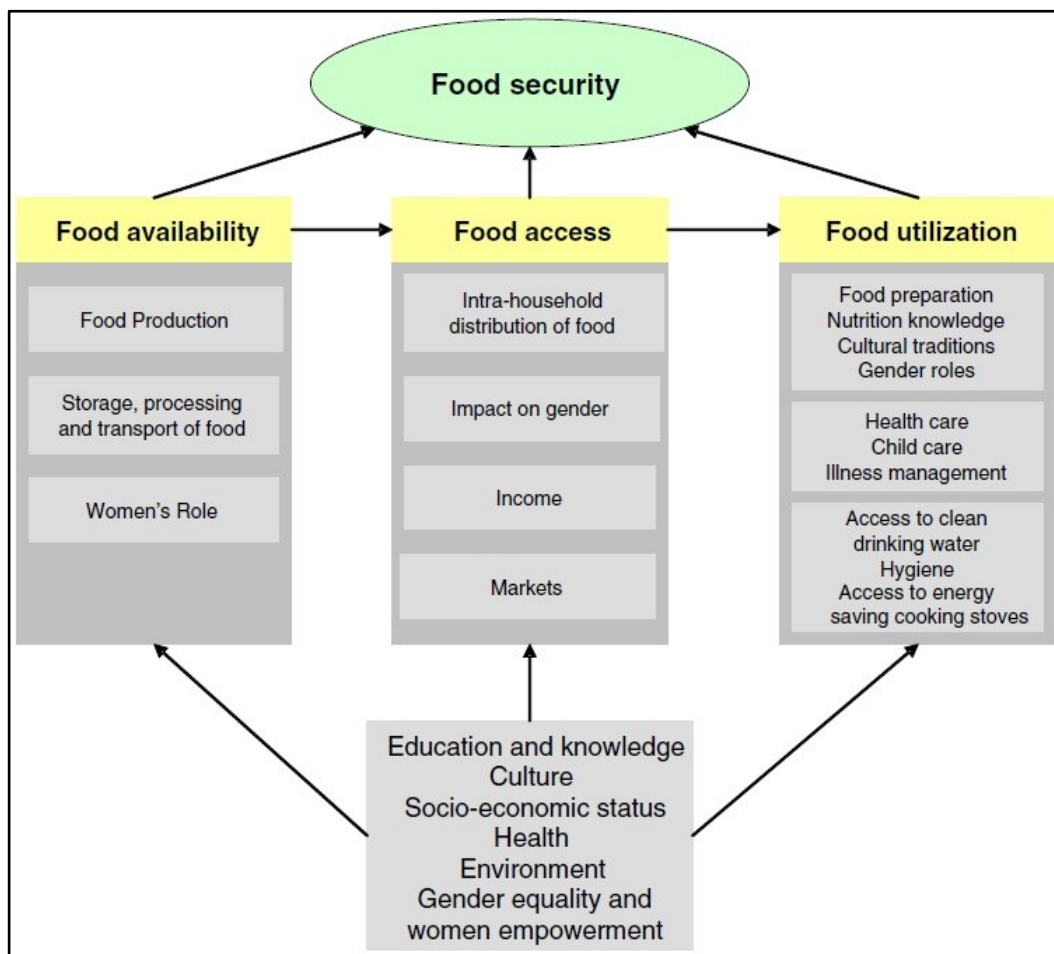 Food security
Food availability
Food Production
Storage, processing
and transport of food
Women’s Role
Food access
Intra-household
distribution of food
Impact on gender
Income
Markets
Food utilization
Food preparation
Nutrition knowledge
Cultural traditions
Gender roles
Health care
Child care
Illness management
Access to clean
drinking water
Hygiene
Access to energy
saving cooking stoves
Education and knowledge
Culture
Socio-economic status
Health
Environment
Gender equality and
women empowerment